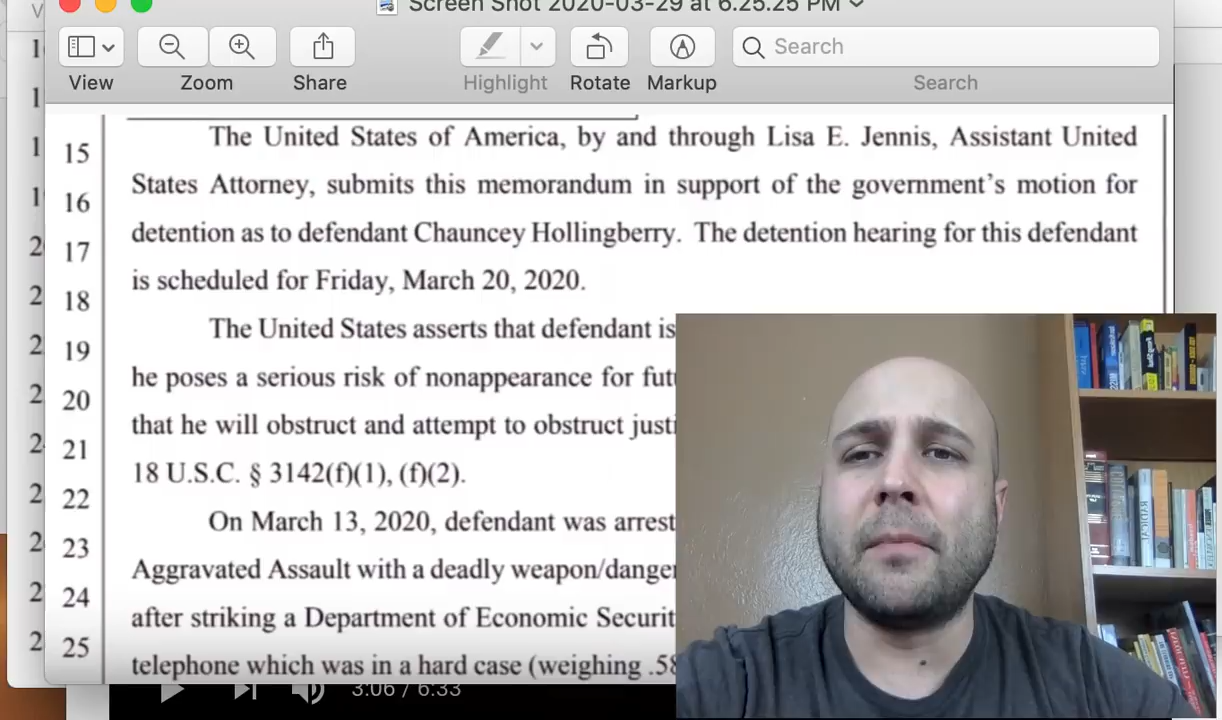 Screen Shot 2020-03-29 at 6.25.25 PM
View
Zoom
Share
Highlight
Rotate
Markup
Search
Search
15 The United States of America, by and through Lisa E. Jennis, Assistant United
16 States Attorney, submits this memorandum in support of the government's motion for
17 detention as to defendant Chauncey Hollingberry. The detention hearing for this defendant
18 is scheduled for Friday, March 20, 2020.
19 The United States asserts that defendant is
20 he poses a serious risk of nonappearance for
21 that he will obstruct and attempt to obstruct
22 18 U.S.C. § 3142(f)(1), (f)(2).
23 On March 13, 2020, defendant was
24 Aggravated Assault with a deadly
25 after striking a Department of Economic
telephone which was in a hard case (weighing
3:06 / 6:33